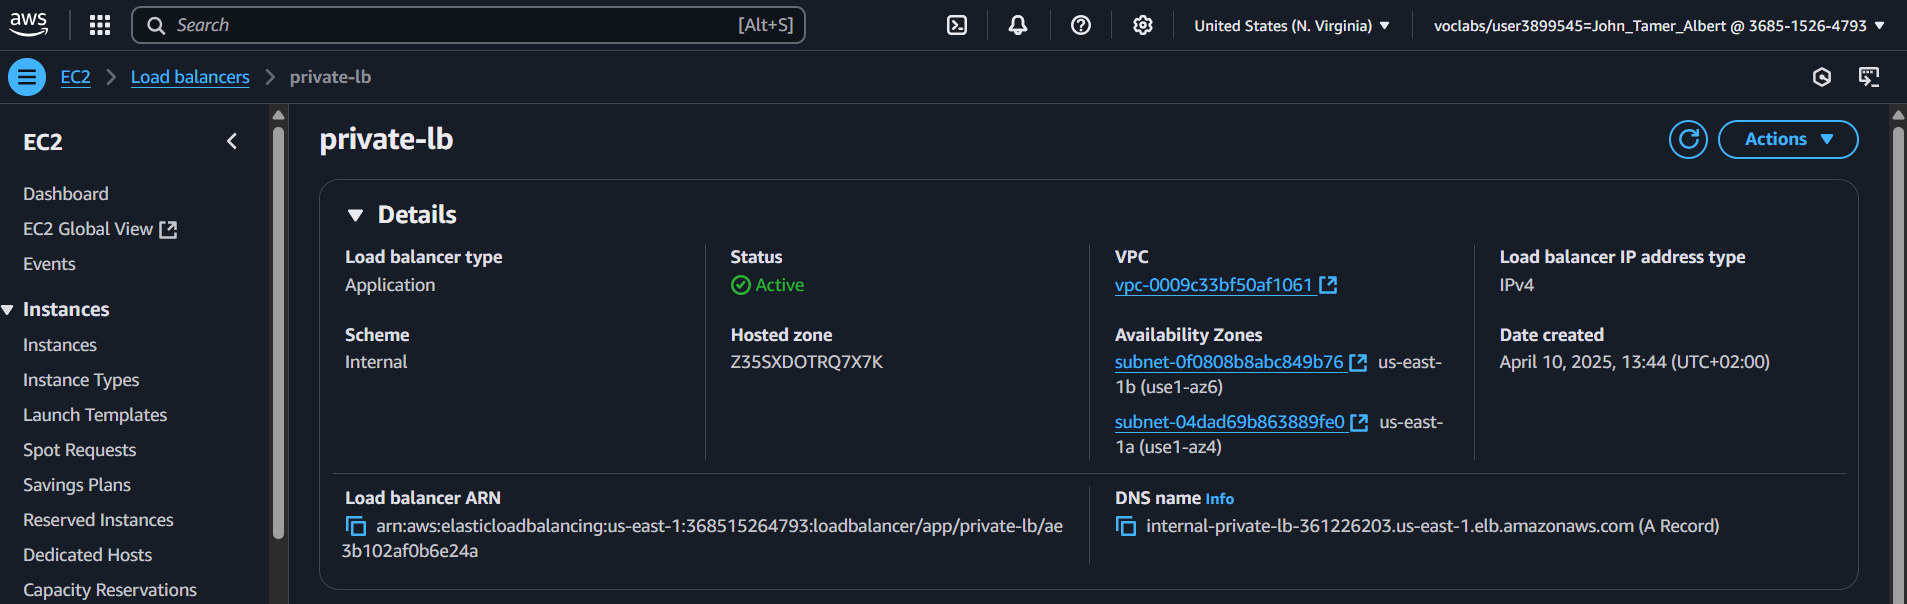 aws
Search
[Alt+S]
United States (N. Virginia)
voclabs/user3899545=John_Tamer_Albert @ 3685-1526-4793
EC2
Load balancers
private-lb
EC2
Dashboard
EC2 Global View
Events
Instances
Instances
Instance Types
Launch Templates
Spot Requests
Savings Plans
Reserved Instances
Dedicated Hosts
Capacity Reservations
private-lb
Actions
Details
Load balancer type
Application
Status
Active
VPC
vpc-0009c33bf50af1061
Load balancer IP address type
IPv4
Scheme
Internal
Hosted zone
Z35SXDOTRQ7X7K
Availability Zones
subnet-0f0808b8abc849b76 us-east-
1b (use1-az6)
subnet-04dad69b863889fe0 us-east-
1a (use1-az4)
Date created
April 10, 2025, 13:44 (UTC+02:00)
Load balancer ARN
arn:aws:elasticloadbalancing:us-east-1:368515264793:loadbalancer/app/private-lb/ae
3b102af0b6e24a
DNS name Info
internal-private-lb-361226203.us-east-1.elb.amazonaws.com (A Record)